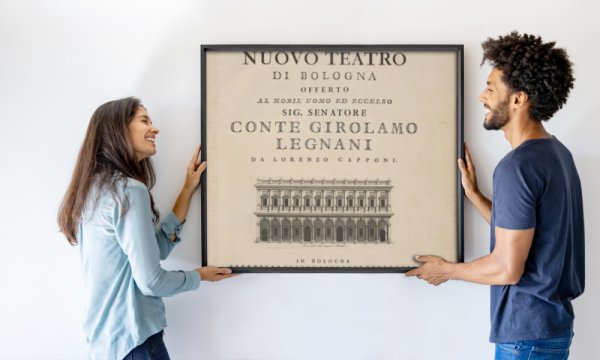 NUOVO TEATRO
DI BOLOGNA
OFFERTO
AL NOBIL UOMO ED ECCELSO
SIG. SENATORE
CONTE GIROLAMO
LEGNANI
DA LORENZO CAPPONI.
IN BOLOGNA